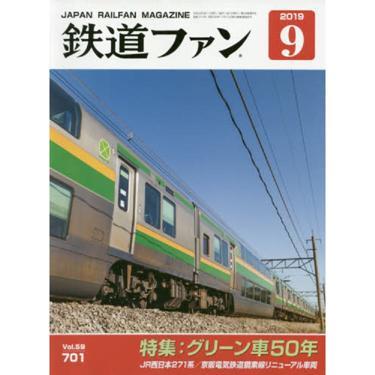 JAPAN RAILFAN MAGAZINE
鉄道ファン
2019
9
Vol.59
701
特集:グリーン車50年
JR西日本271系/京阪電気鉄道鋼索線リニューアル車両